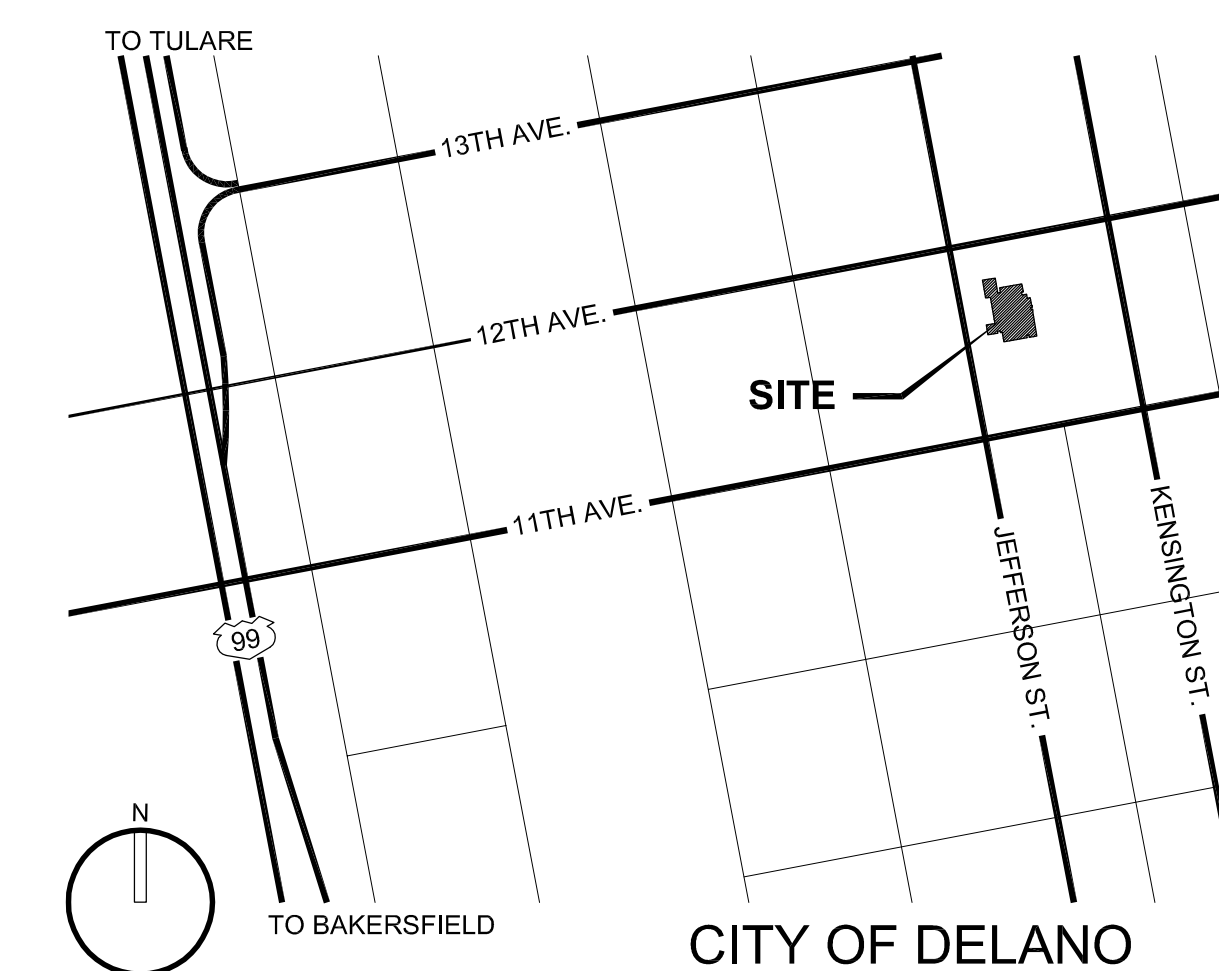 TO TULARE
13TH AVE.
12TH AVE.
SITE
11TH AVE.
KENSINGTON ST.
JEFFERSON ST.
99
N
TO BAKERSFIELD
CITY OF DELANO